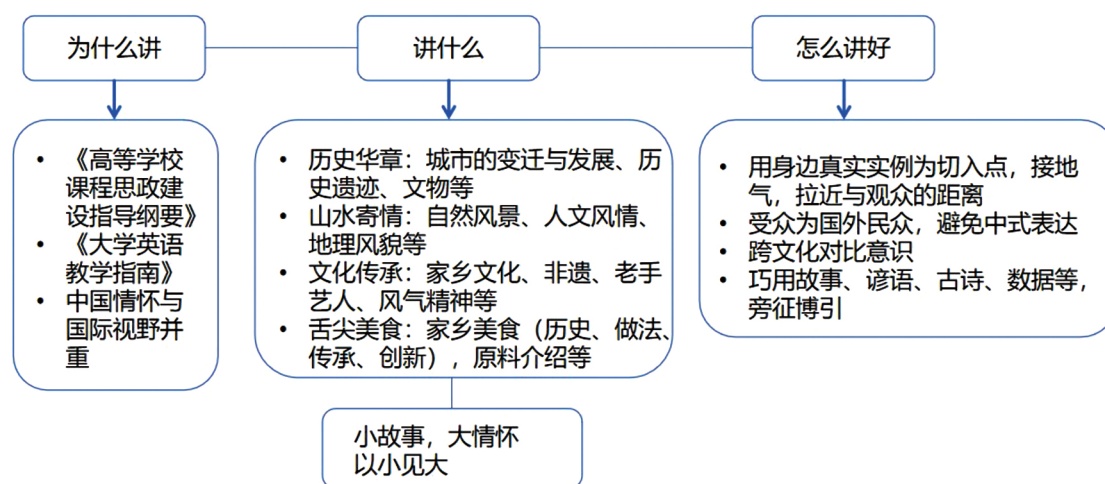 为什么讲
讲什么
怎么讲好
• 《高等学校
课程思政建
设指导纲要》
• 《大学英语
教学指南》
• 中国情怀与
国际视野并
重
• 历史华章：城市的变迁与发展、历
史遗迹、文物等
• 山水寄情：自然风景、人文风情、
地理风貌等
• 文化传承：家乡文化、非遗、老手
艺人、风气精神等
• 舌尖美食：家乡美食（历史、做法、
传承、创新），原料介绍等
• 用身边真实实例为切入点，接地
气，拉近与观众的距离
• 受众为国外民众，避免中式表达
• 跨文化对比意识
• 巧用故事、谚语、古诗、数据等，
旁征博引
小故事，大情怀
以小见大